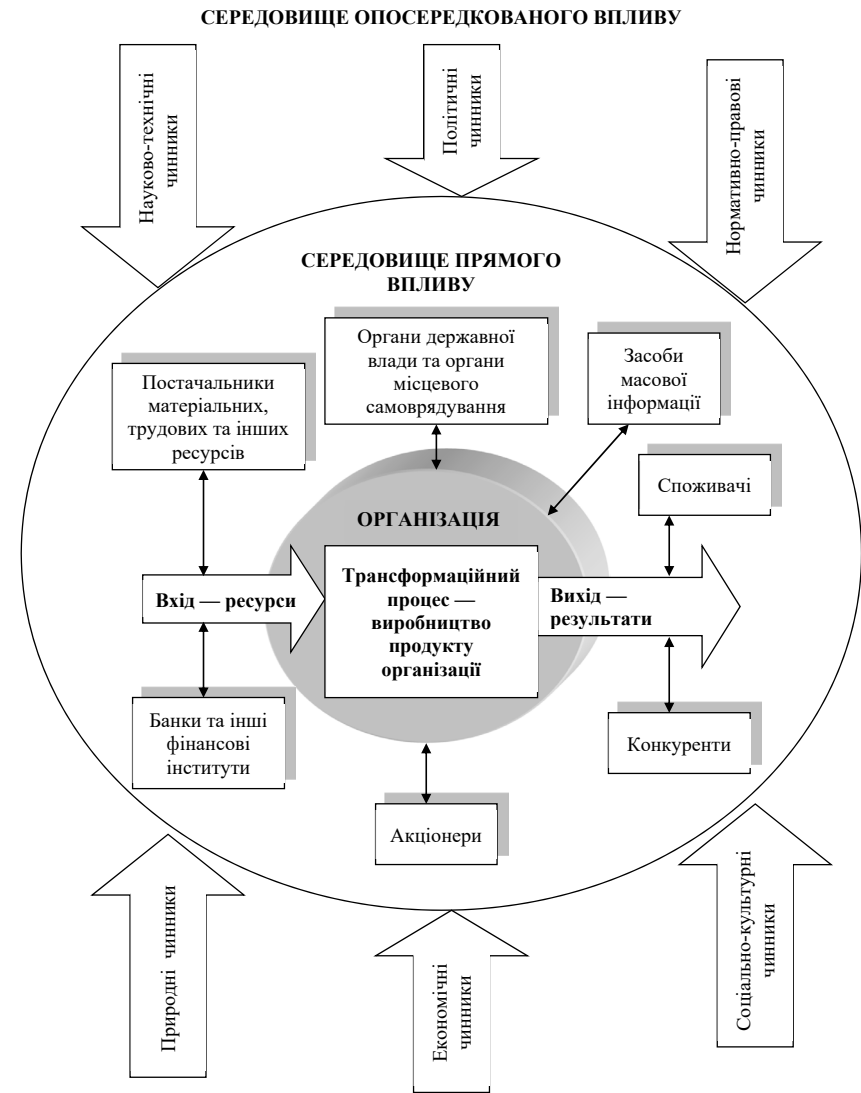 СЕРЕДОВИЩЕ ОПОСЕРЕДКОВАНОГО ВПЛИВУ
Науково-технічні
чинники
Політичні
чинники
Нормативно-правові
чинники
СЕРЕДОВИЩЕ ПРЯМОГО
ВПЛИВУ
Постачальники
матеріальних,
трудових та інших
ресурсів
Органи державної
влади та органи
місцевого
самоврядування
Засоби
масової
інформації
Споживачі
ОРГАНІЗАЦІЯ
Вхід — ресурси
Трансформаційний
процес —
виробництво
продукту
організації
Вихід —
результати
Банки та інші
фінансові
інститути
Конкуренти
Акціонери
Природні чинники
Економічні
чинники
Соціально-культурні
чинники